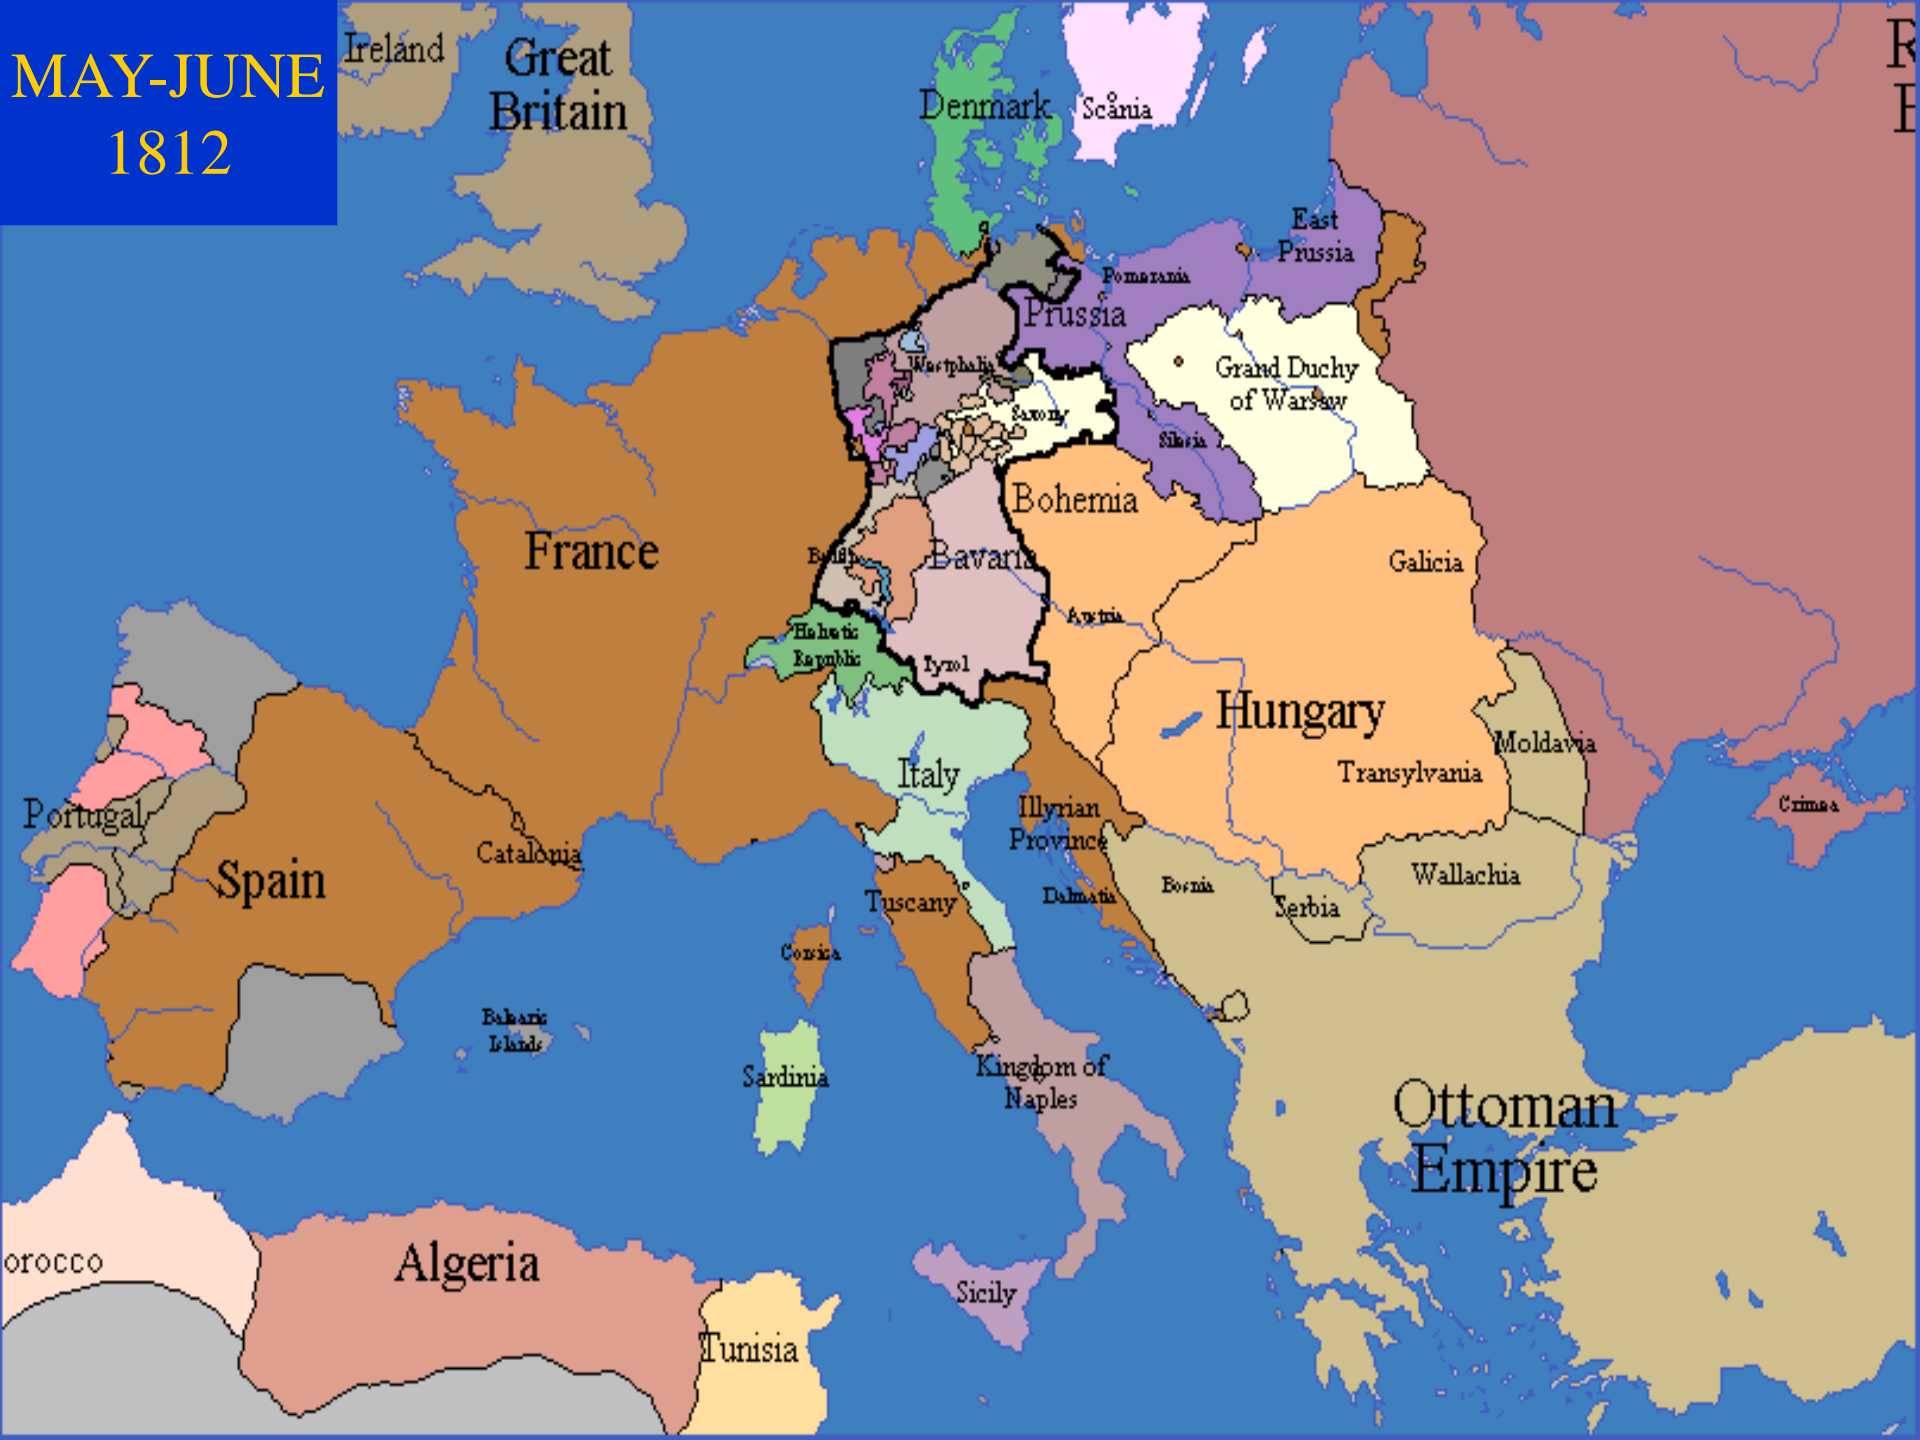 MAY-JUNE
1812
Ireland
Great
Britain
Denmark
Scånia
R
E
East
Prussia
Pomerania
Prussia
Westphalia
Grand Duchy
of Warsaw
Saxony
Silesia
Bohemia
France
Bavaria
Galicia
Austria
Helvetic
Republic
Tyrol
Hungary
Moldavia
Transylvania
Italy
Illyrian
Province
Crimea
Portugal
Catalonia
Spain
Tuscany
Dalmatia
Bosnia
Serbia
Wallachia
Corsica
Balearic
Islands
Sardinia
Kingdom of
Naples
Ottoman
Empire
orocco
Algeria
Sicily
Tunisia